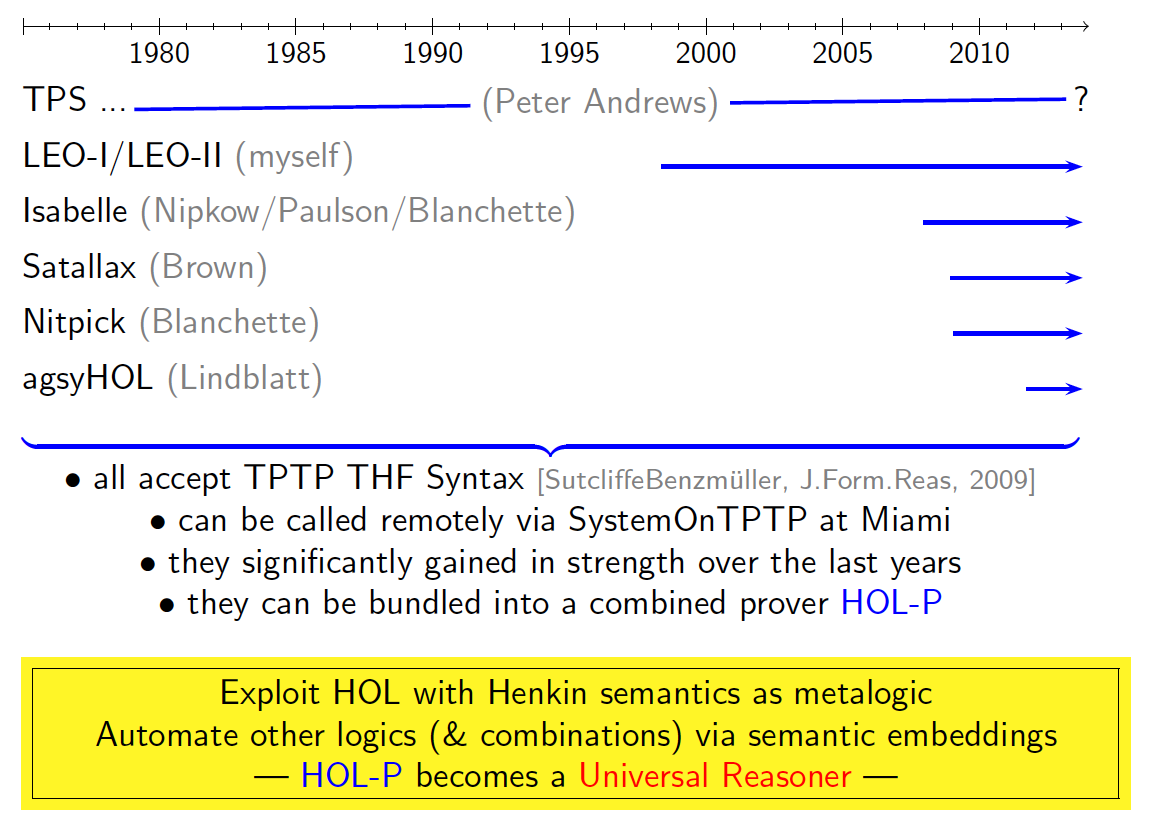 1980 1985 1990 1995 2000 2005 2010
TPS ... (Peter Andrews) ?
LEO-I/LEO-II (myself)
Isabelle (Nipkow/Paulson/Blanchette)
Satallax (Brown)
Nitpick (Blanchette)
agsyHOL (Lindblatt)
• all accept TPTP THF Syntax [SutcliffeBenzmüller, J.Form.Reas, 2009]
• can be called remotely via SystemOnTPTP at Miami
• they significantly gained in strength over the last years
• they can be bundled into a combined prover HOL-P
Exploit HOL with Henkin semantics as metalogic
Automate other logics (& combinations) via semantic embeddings
— HOL-P becomes a Universal Reasoner —